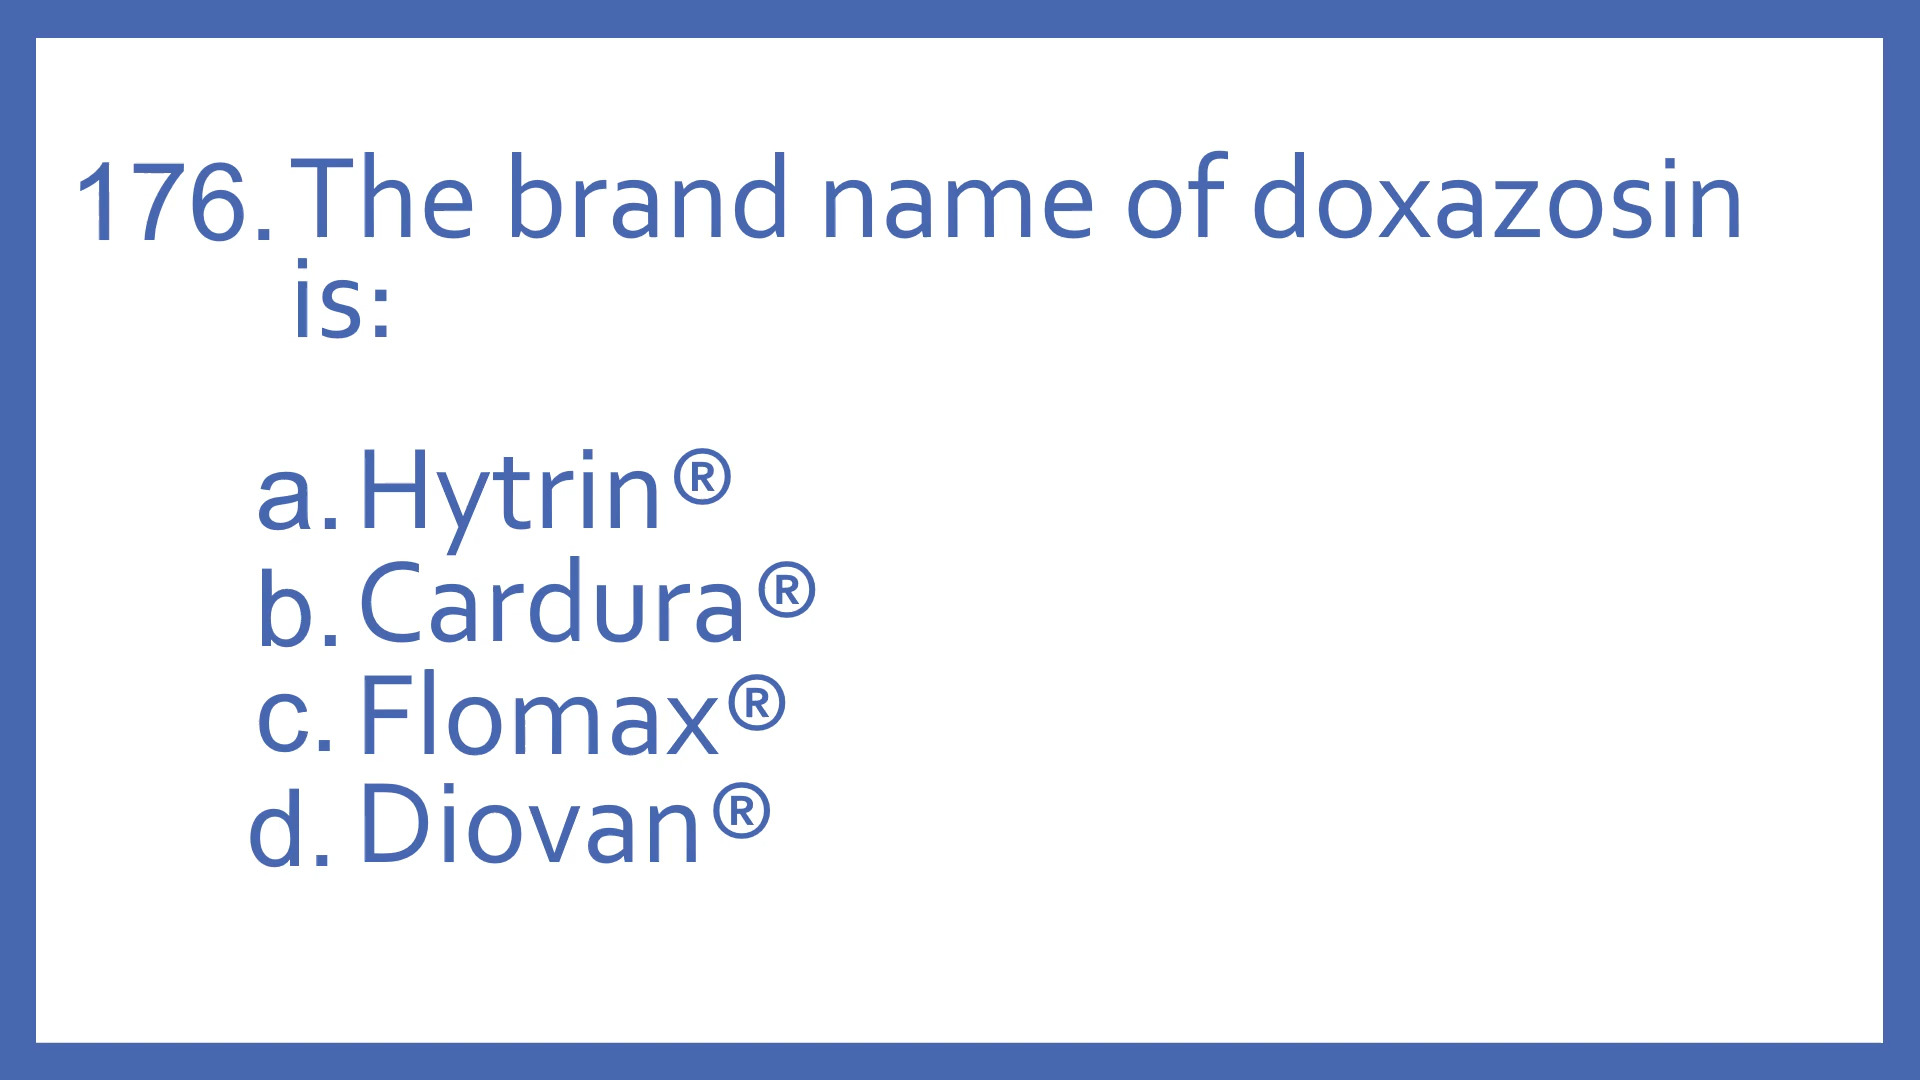 176. The brand name of doxazosin
is:
a. Hytrin®
b. Cardura®
c. Flomax®
d. Diovan®